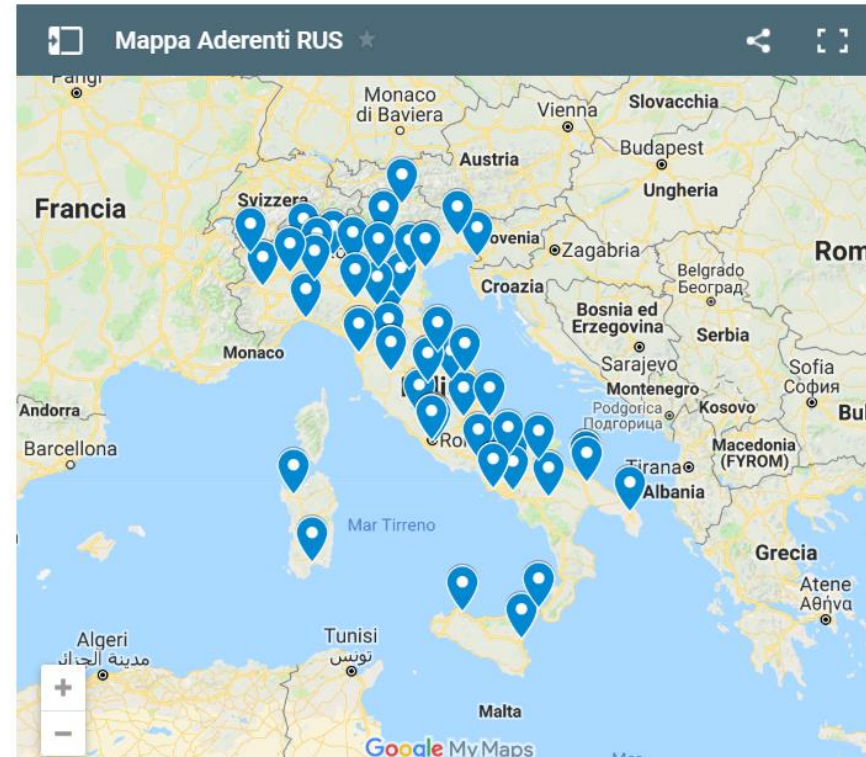 Mappa Aderenti RUS
Parigi
Monaco
di Baviera
Vienna
Slovacchia
Budapest
Austria
Ungheria
Francia
Svizzera
ovenia
Zagabria
Rom
Croazia
Belgrado
Београд
Bosnia ed
Erzegovina
Serbia
Monaco
Sarajevo
Sofia
София
Montenegro
Kosovo
Podgorica
Подгорица
Bul
Andorra
Barcellona
Macedonia
(FYROM)
Tirana
Albania
Mar Tirreno
Grecia
Atene
Αθήνα
Algeri
مدينة الجزائر
Tunisi
تونس
Malta
+
−
Google My Maps